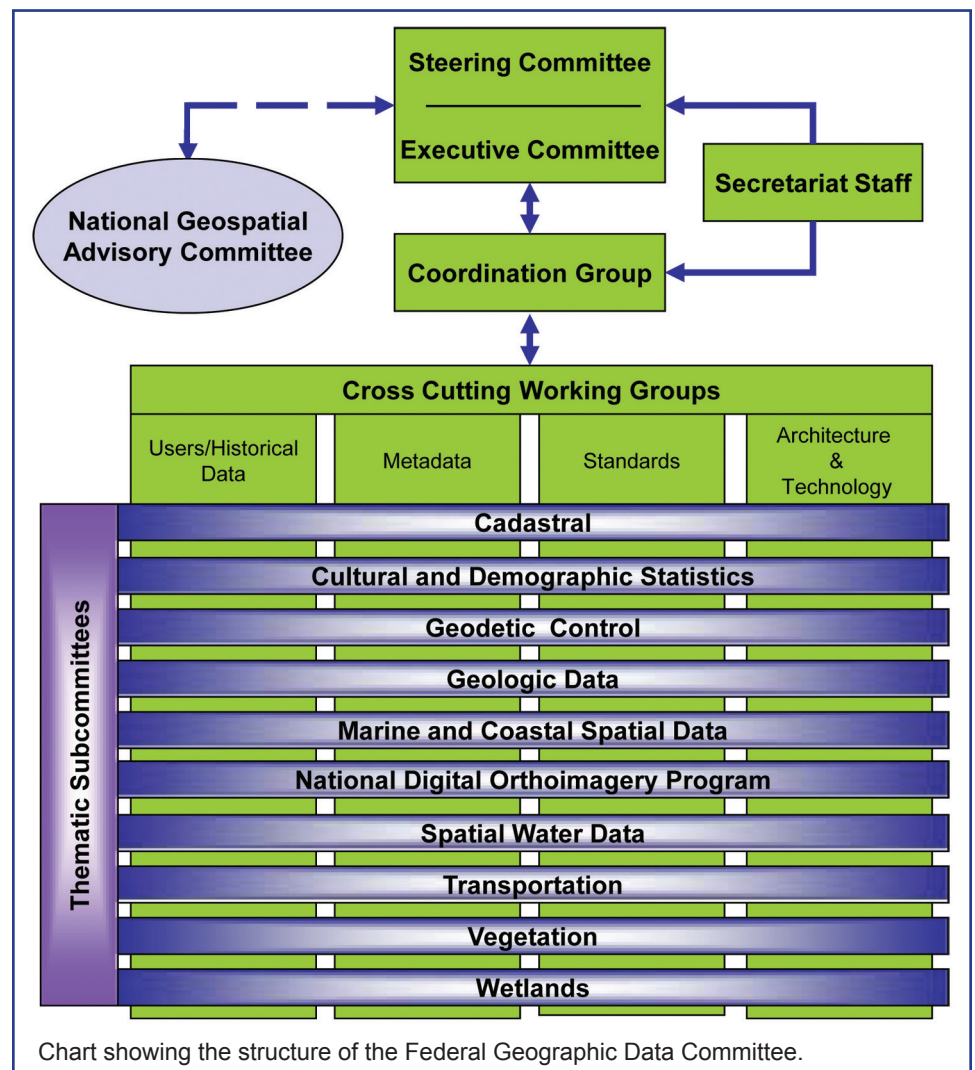 Steering Committee
Executive Committee
Secretariat Staff
National Geospatial
Advisory Committee
Coordination Group
Cross Cutting Working Groups
Users/Historical
Data
Metadata
Standards
Architecture
&
Technology
Thematic Subcommittees
Cadastral
Cultural and Demographic Statistics
Geodetic Control
Geologic Data
Marine and Coastal Spatial Data
National Digital Orthoimagery Program
Spatial Water Data
Transportation
Vegetation
Wetlands
Chart showing the structure of the Federal Geographic Data Committee.